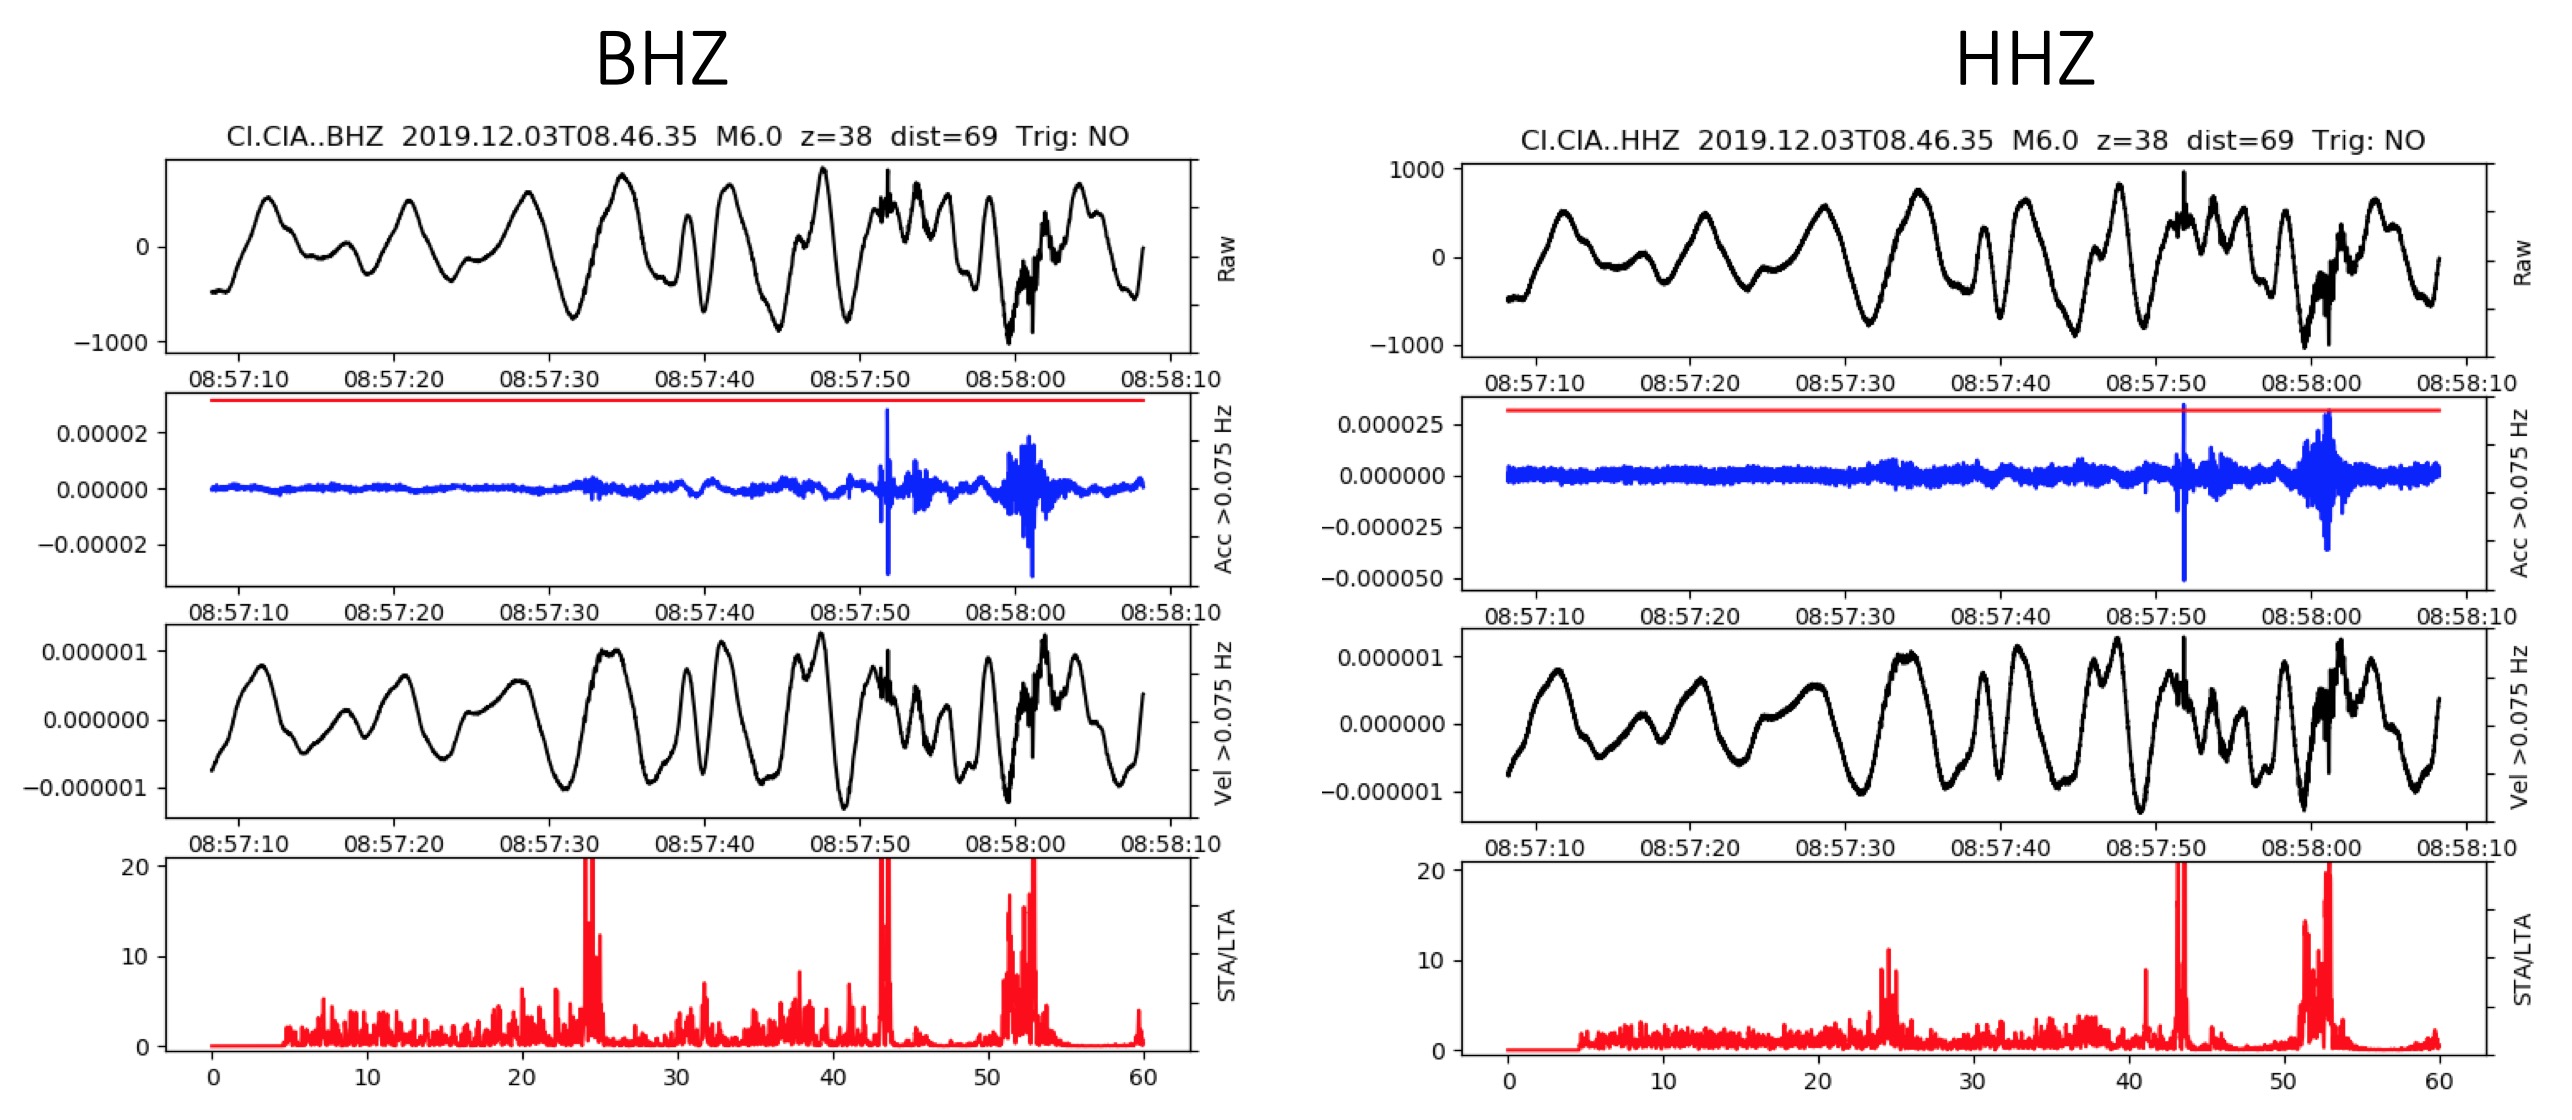 BHZ
CI.CIA..BHZ 2019.12.03T08.46.35 M6.0 z=38 dist=69 Trig: NO
0
−1000
Raw
08:57:10 08:57:20 08:57:30 08:57:40 08:57:50 08:58:00 08:58:10
0.00002
0.00000
−0.00002
Acc >0.075 Hz
08:57:10 08:57:20 08:57:30 08:57:40 08:57:50 08:58:00 08:58:10
0.000001
0.000000
−0.000001
Vel >0.075 Hz
08:57:10 08:57:20 08:57:30 08:57:40 08:57:50 08:58:00 08:58:10
20
10
0
STA/LTA
0 10 20 30 40 50 60
HHZ
CI.CIA..HHZ 2019.12.03T08.46.35 M6.0 z=38 dist=69 Trig: NO
1000
0
−1000
Raw
08:57:10 08:57:20 08:57:30 08:57:40 08:57:50 08:58:00 08:58:10
0.000025
0.000000
−0.000025
−0.000050
Acc >0.075 Hz
08:57:10 08:57:20 08:57:30 08:57:40 08:57:50 08:58:00 08:58:10
0.000001
0.000000
−0.000001
Vel >0.075 Hz
08:57:10 08:57:20 08:57:30 08:57:40 08:57:50 08:58:00 08:58:10
20
10
0
STA/LTA
0 10 20 30 40 50 60